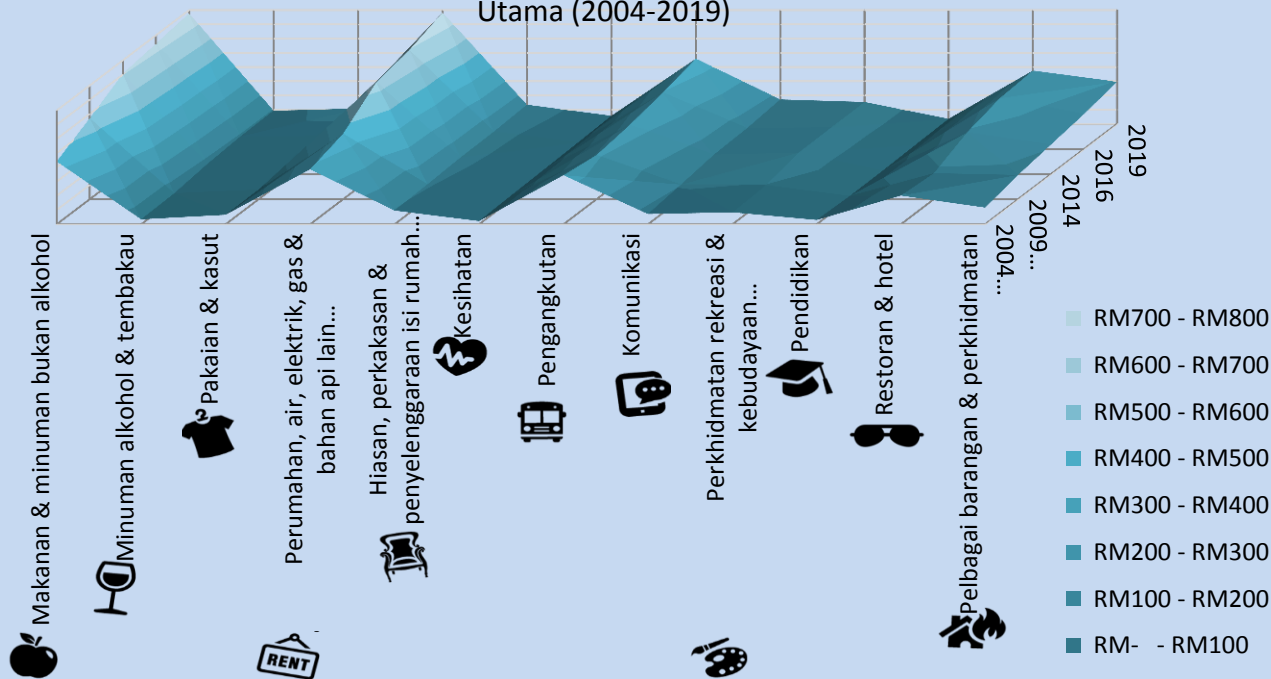 Utama (2004-2019)
2019
2016
2014
2009...
2004...
Makanan & minuman bukan alkohol
Minuman alkohol & tembakau
Pakaian & kasut
Perumahan, air, elektrik, gas &
bahan api lain...
Hiasan, perkakasan &
penyelenggaraan isi rumah...
Kesihatan
Pengangkutan
Komunikasi
Perkhidmatan rekreasi &
kebudayaan...
Pendidikan
Restoran & hotel
Pelbagai barangan & perkhidmatan
2
RENT
RM700 - RM800
RM600 - RM700
RM500 - RM600
RM400 - RM500
RM300 - RM400
RM200 - RM300
RM100 - RM200
RM- - RM100